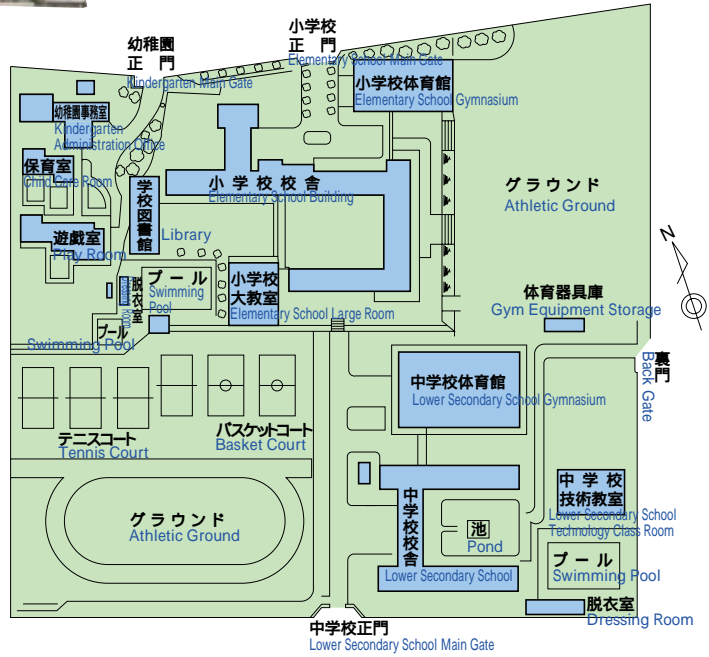 幼稚園
正門
Kindergarten Main Gate
小学校
正門
Elementary School Main Gate
小学校体育館
Elementary School Gymnasium
幼稚園事務室
Kindergarten
Administration Office
保育室
Child Care Room
学校図書館
Library
小学校校舎
Elementary School Building
グラウンド
Athletic Ground
遊戯室
Play Room
脱衣室
Dressing Room
プール
Swimming
Pool
小学校
大教室
Elementary School Large Room
プール
Swimming Pool
N
体育器具庫
Gym Equipment Storage
裏門
Back Gate
中学校体育館
Lower Secondary School Gymnasium
テニスコート
Tennis Court
バスケットコート
Basket Court
グラウンド
Athletic Ground
中学校校舎
Lower Secondary School
池
Pond
中学校
技術教室
Lower Secondary School
Technology Class Room
プール
Swimming Pool
脱衣室
Dressing Room
中学校正門
Lower Secondary School Main Gate